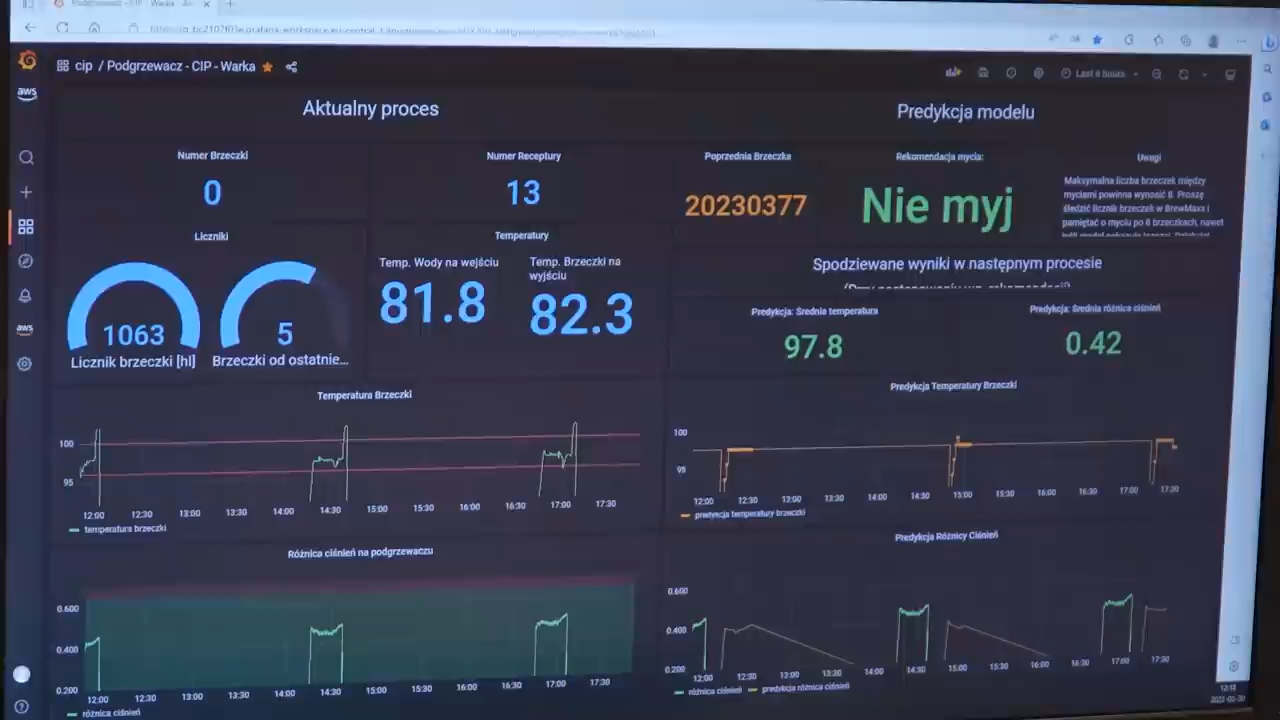 cip / Podgrzewacz - CIP - Warka
Last 6 hours
aws
aws
Aktualny proces
Predykcja modelu
Numer Brzeczki
0
Numer Receptury
13
Poprzednia Brzeczka
20230377
Rekomendacja mycia:
Nie myj
Uwagi
Maksymalna liczba brzeczek między
myciami powinna wynosić 8. Proszę
śledzić licznik brzeczek w BrewMaxx i
pamiętać o myciu po 8 brzeczkach, nawet
Liczniki
1063
Licznik brzeczki [hl]
5
Brzeczki od ostatnie...
Temperatury
Temp. Wody na wejściu
81.8
Temp. Brzeczki na
wyjściu
82.3
Spodziewane wyniki w następnym procesie
Predykcja: Średnia temperatura
97.8
Predykcja: Średnia różnica ciśnień
0.42
Temperatura Brzeczki
100
95
12:00 12:30 13:00 13:30 14:00 14:30 15:00 15:30 16:00 16:30 17:00 17:30
temperatura brzeczki
Predykcja Temperatury Brzeczki
100
95
12:00 12:30 13:00 13:30 14:00 14:30 15:00 15:30 16:00 16:30 17:00 17:30
predykcja temperatury brzeczki
Różnica ciśnień na podgrzewaczu
0.600
0.400
0.200
12:00 12:30 13:00 13:30 14:00 14:30 15:00 15:30 16:00 16:30 17:00 17:30
różnica ciśnień
Predykcja Różnicy Ciśnień
0.600
0.400
0.200
12:00 12:30 13:00 13:30 14:00 14:30 15:00 15:30 16:00 16:30 17:00 17:30
różnica ciśnień predykcja różnica ciśnień